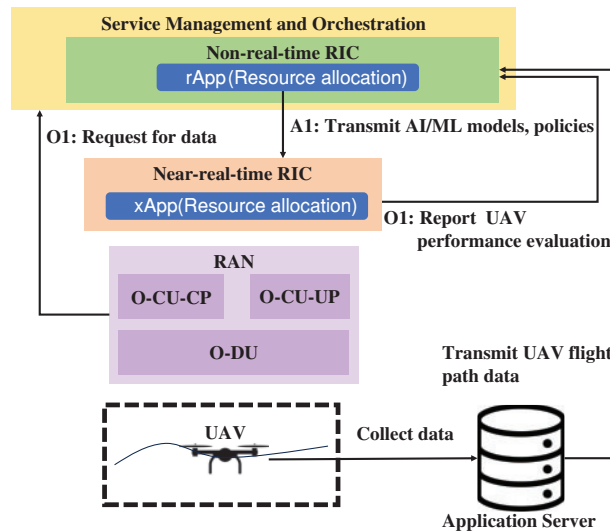 Service Management and Orchestration
Non-real-time RIC
rApp(Resource allocation)
O1: Request for data
A1: Transmit AI/ML models, policies
Near-real-time RIC
xApp(Resource allocation)
O1: Report UAV
performance evaluation
RAN
O-CU-CP
O-CU-UP
O-DU
Transmit UAV flight
path data
UAV
Collect data
Application Server